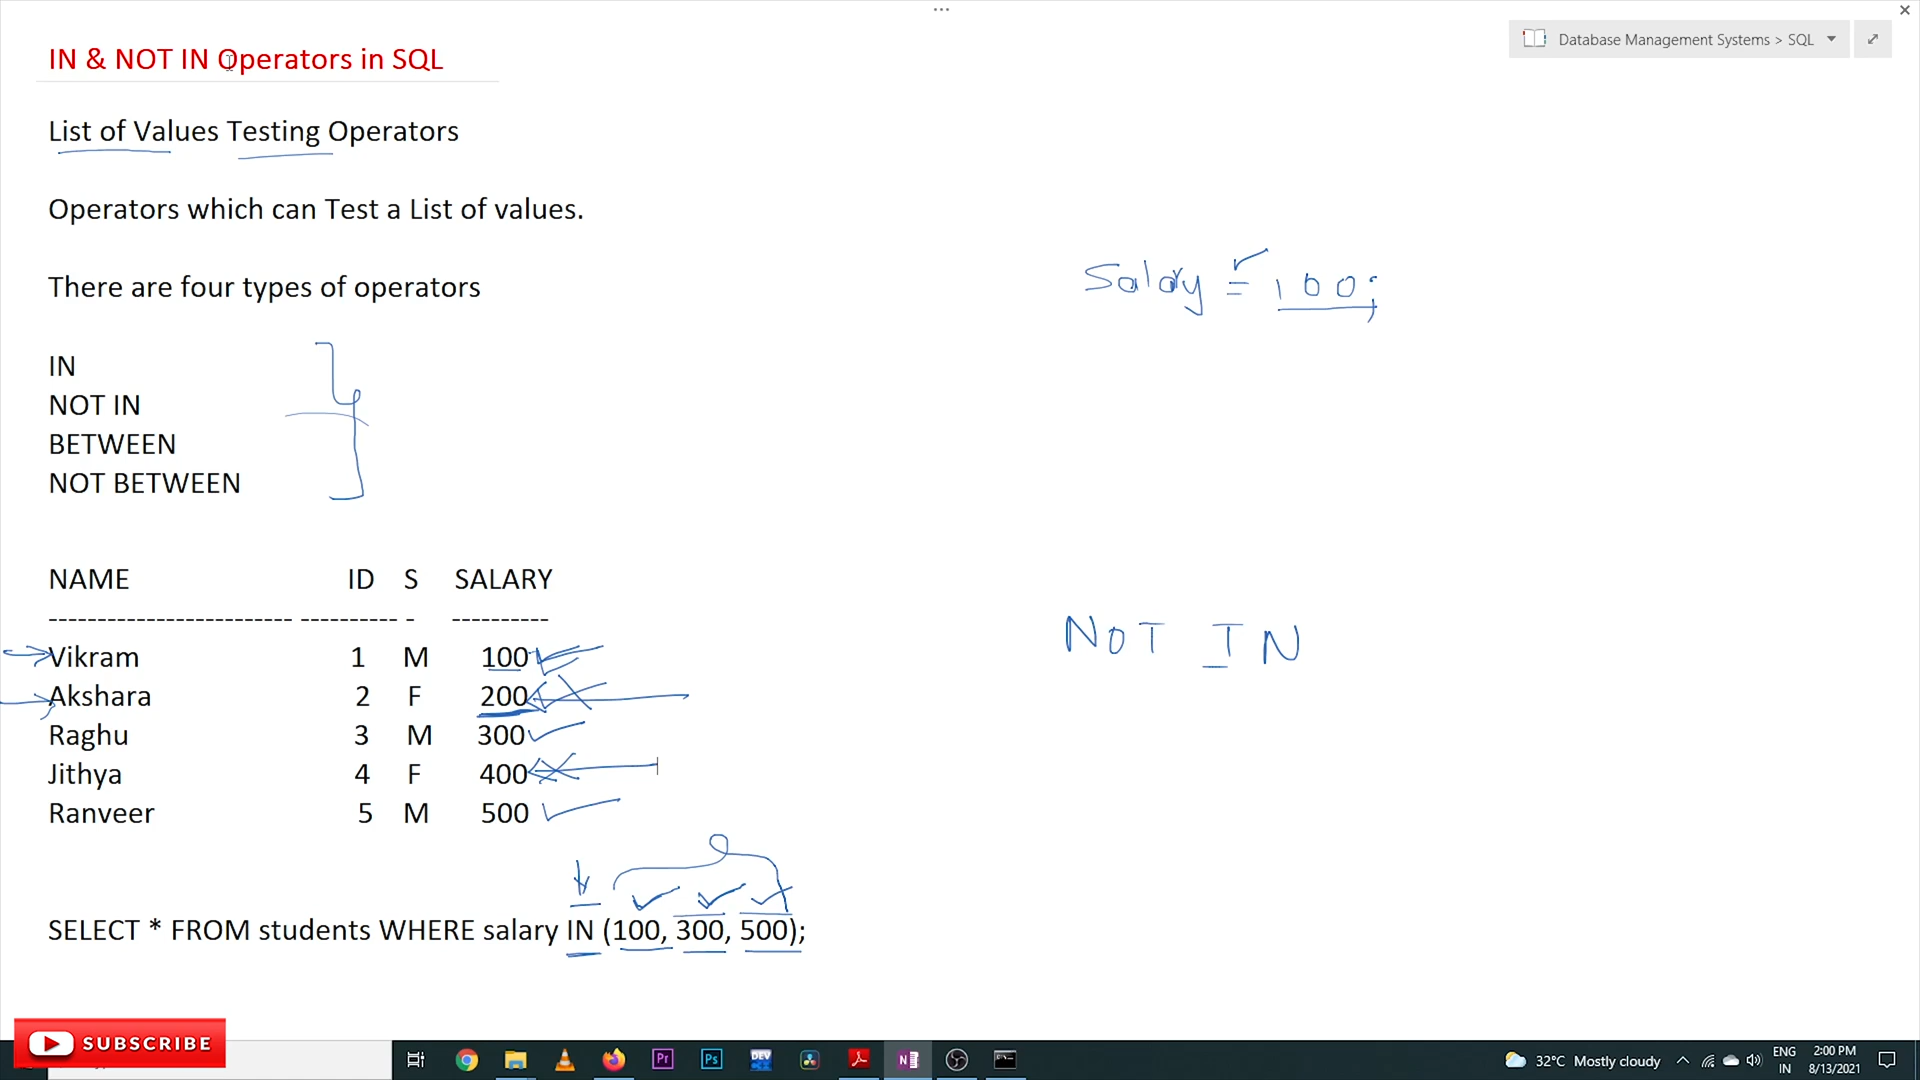 IN & NOT IN Operators in SQL
Database Management Systems > SQL
List of Values Testing Operators
Operators which can Test a List of values.
Salary = 100;
There are four types of operators
IN
NOT IN
BETWEEN
NOT BETWEEN
NAME ID S SALARY
------------------------- ---------- - ----------
Vikram 1 M 100
NOT IN
Akshara 2 F 200
Raghu 3 M 300
Jithya 4 F 400
Ranveer 5 M 500
SELECT * FROM students WHERE salary IN (100, 300, 500);
SUBSCRIBE
Pr
Ps
DEV
N
32°C Mostly cloudy
ENG
IN
2:00 PM
8/13/2021